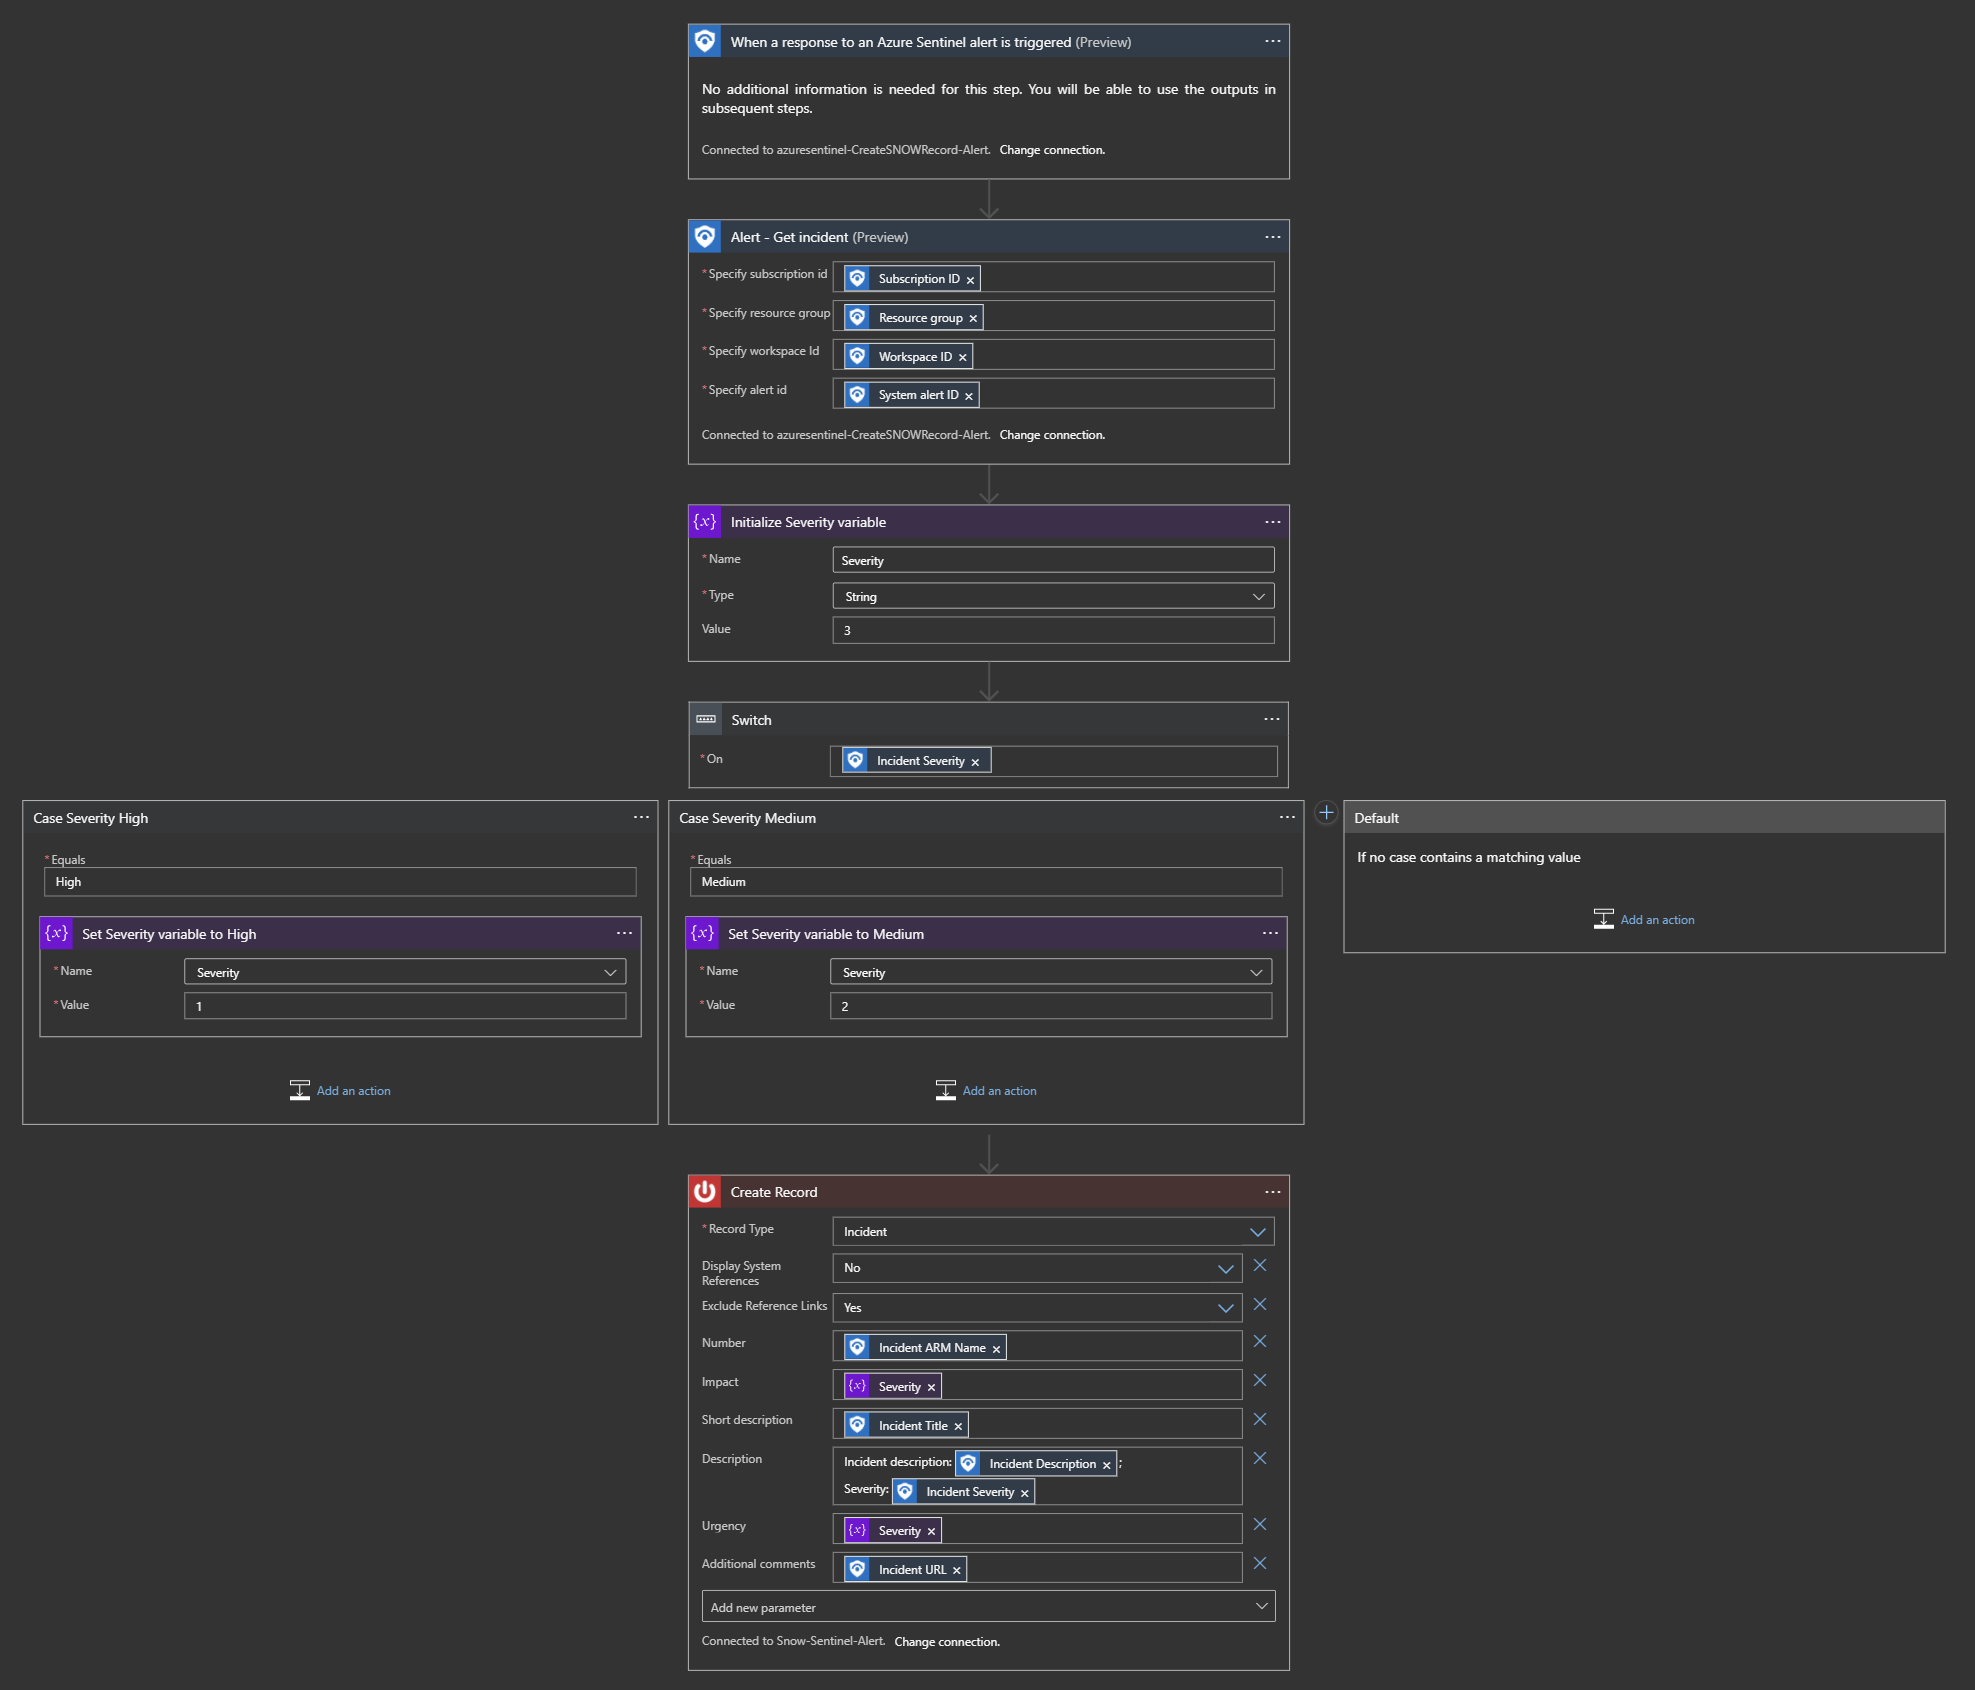 When a response to an Azure Sentinel alert is triggered (Preview)
No additional information is needed for this step. You will be able to use the outputs in
subsequent steps.
Connected to azuresentinel-CreateSNOWRecord-Alert. Change connection.
Alert - Get incident (Preview)
*Specify subscription id
Subscription ID
*Specify resource group
Resource group
*Specify workspace Id
Workspace ID
*Specify alert id
System alert ID
Connected to azuresentinel-CreateSNOWRecord-Alert. Change connection.
{x} Initialize Severity variable
*Name
Severity
*Type
String
Value
3
Switch
*On
Incident Severity
Case Severity High
*Equals
High
{x} Set Severity variable to High
*Name
Severity
*Value
1
Add an action
Case Severity Medium
*Equals
Medium
{x} Set Severity variable to Medium
*Name
Severity
*Value
2
Add an action
Default
If no case contains a matching value
Add an action
Create Record
*Record Type
Incident
Display System
References
No
Exclude Reference Links
Yes
Number
Incident ARM Name
Impact
{x} Severity
Short description
Incident Title
Description
Incident description: Incident Description ;
Severity: Incident Severity
Urgency
{x} Severity
Additional comments
Incident URL
Add new parameter
Connected to Snow-Sentinel-Alert. Change connection.